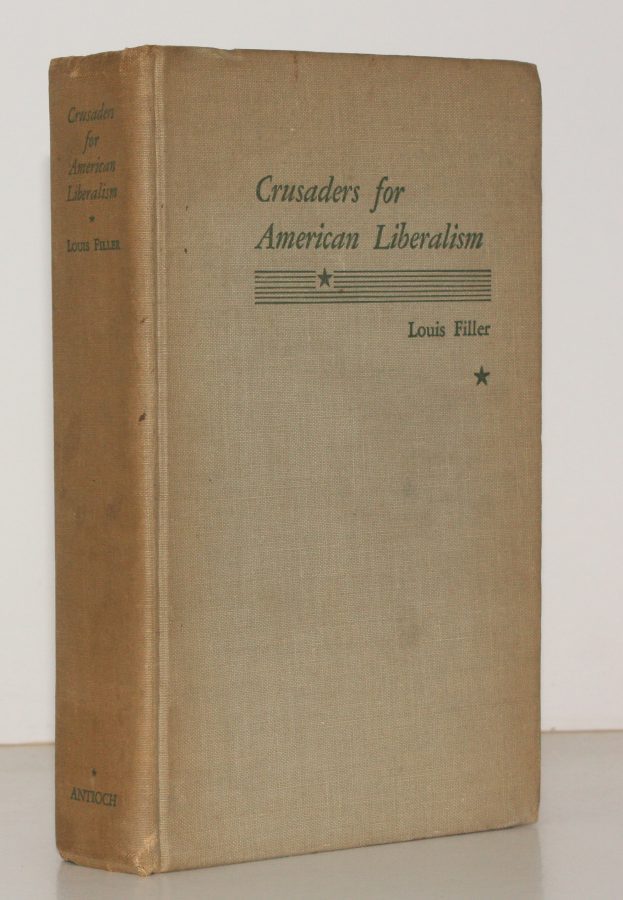 Crusaders
for
American
Liberalism
Louis Filler
ANTIOCH
Crusaders for
American Liberalism
Louis Filler